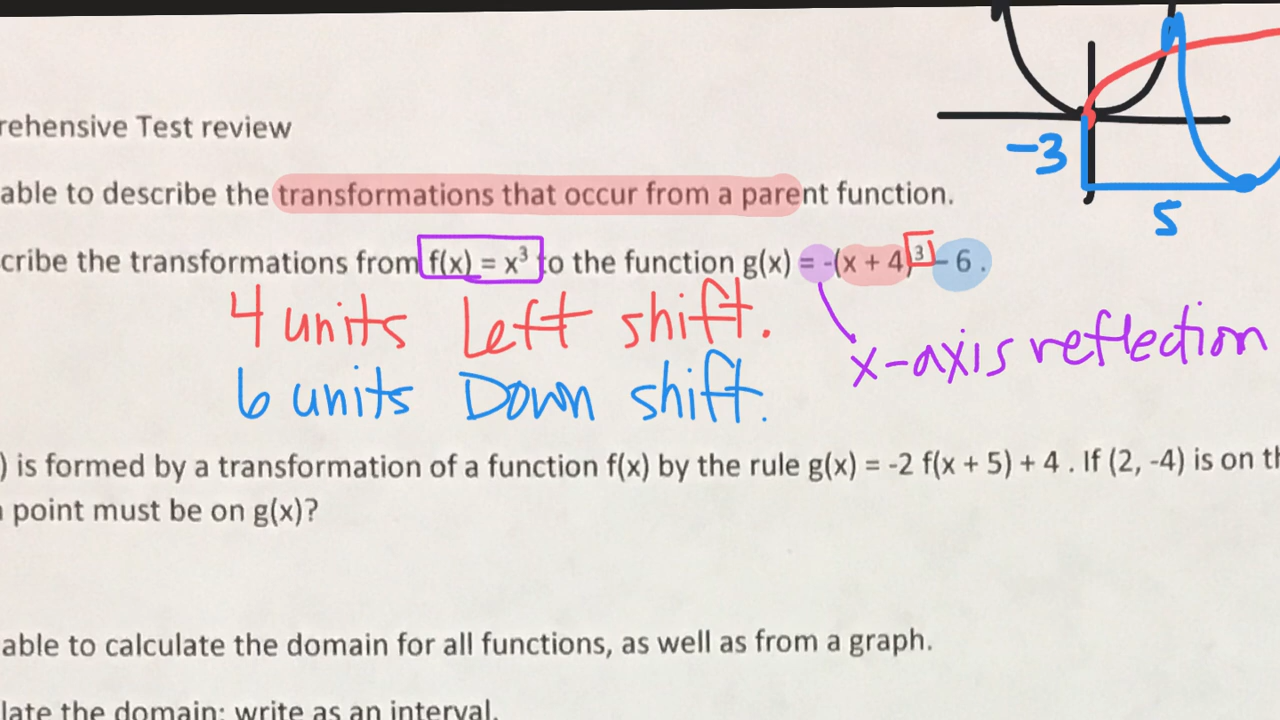 -3
5
rehensive Test review
able to describe the transformations that occur from a parent function.
cribe the transformations from f(x) = x³ to the function g(x) = -(x + 4)³ - 6 .
4 units Left shift.
x-axis reflection
6 units Down shift.
) is formed by a transformation of a function f(x) by the rule g(x) = -2 f(x + 5) + 4 . If (2, -4) is on th
point must be on g(x)?
able to calculate the domain for all functions, as well as from a graph.
late the domain: write as an interval.